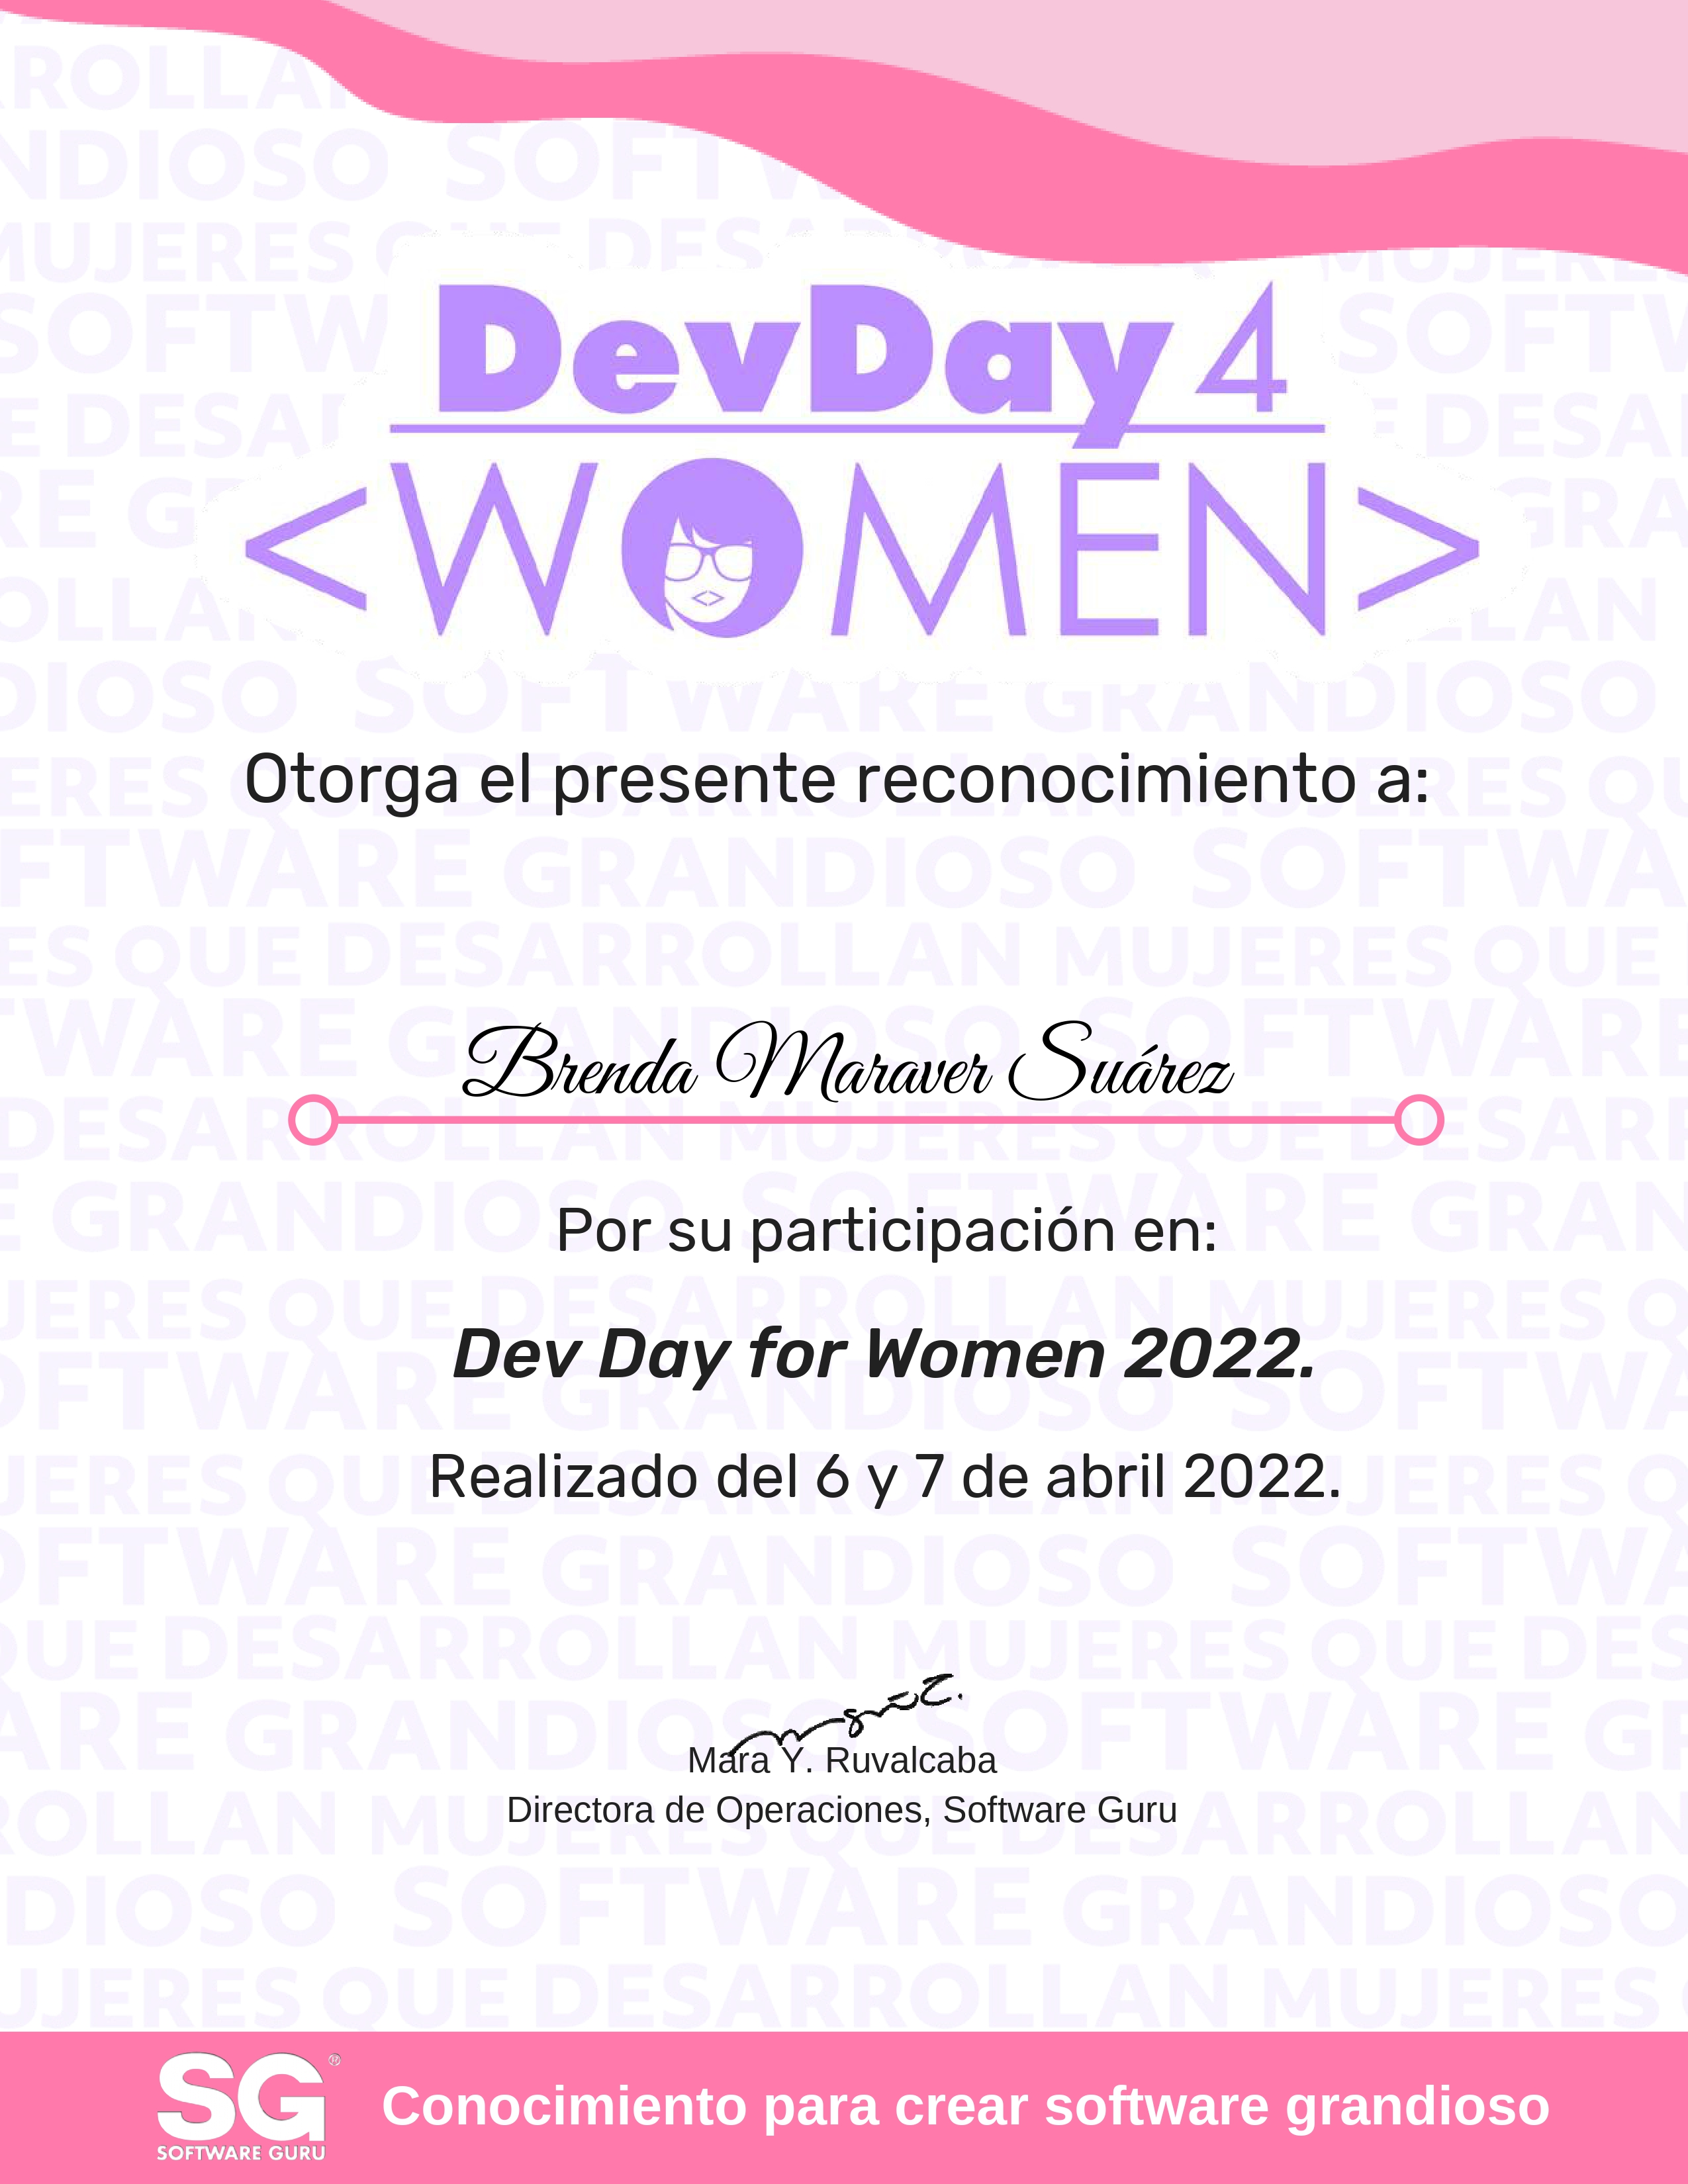 DevDay 4
<WOMEN>
Otorga el presente reconocimiento a:
Brenda Maraver Suárez
Por su participación en:
Dev Day for Women 2022.
Realizado del 6 y 7 de abril 2022.
Mara Y. Ruvalcaba
Directora de Operaciones, Software Guru
SG®
SOFTWARE GURU
Conocimiento para crear software grandioso